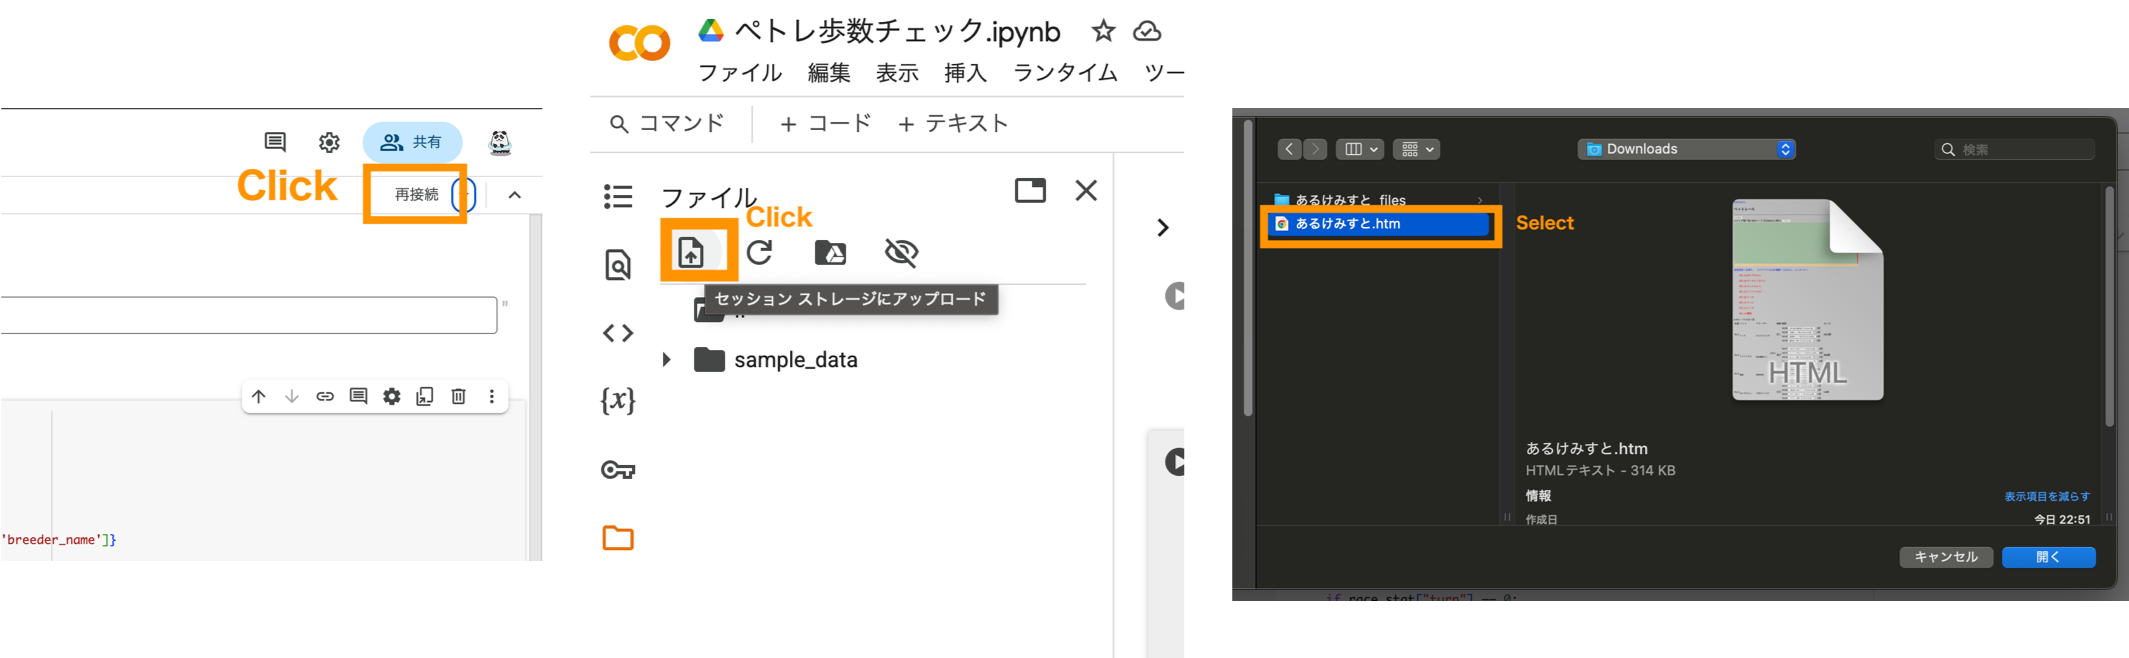 共有
Click
再接続
"
'breeder_name']}
ペトレ歩数チェック.ipynb
ファイル 編集 表示 挿入 ランタイム ツー
コマンド + コード + テキスト
ファイル
Click
セッション ストレージにアップロード
..
sample_data
{x}
Downloads
検索
あるけみすと_files
あるけみすと.htm
Select
HTML
あるけみすと.htm
HTMLテキスト - 314 KB
情報
表示項目を減らす
作成日
今日 22:51
キャンセル
開く
if race_stat["turn"] == 0: